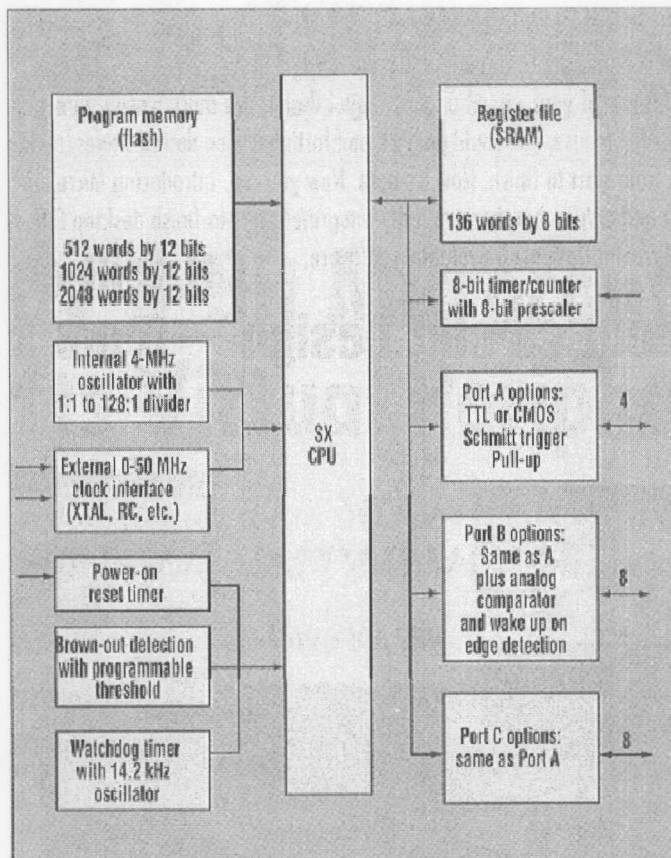 Program memory
(flash)
512 words by 12 bits
1024 words by 12 bits
2048 words by 12 bits
Internal 4-MHz
oscillator with
1:1 to 128:1 divider
External 0-50 MHz
clock interface
(XTAL, RC, etc.)
Power-on
reset timer
Brown-out detection
with programmable
threshold
Watchdog timer
with 14.2 kHz
oscillator
SX
CPU
Register file
(SRAM)
136 words by 8 bits
8-bit timer/counter
with 8-bit prescaler
Port A options:
TTL or CMOS
Schmitt trigger
Pull-up
4
Port B options:
Same as A
plus analog
comparator
and wake up on
edge detection
8
Port C options:
same as Port A
8